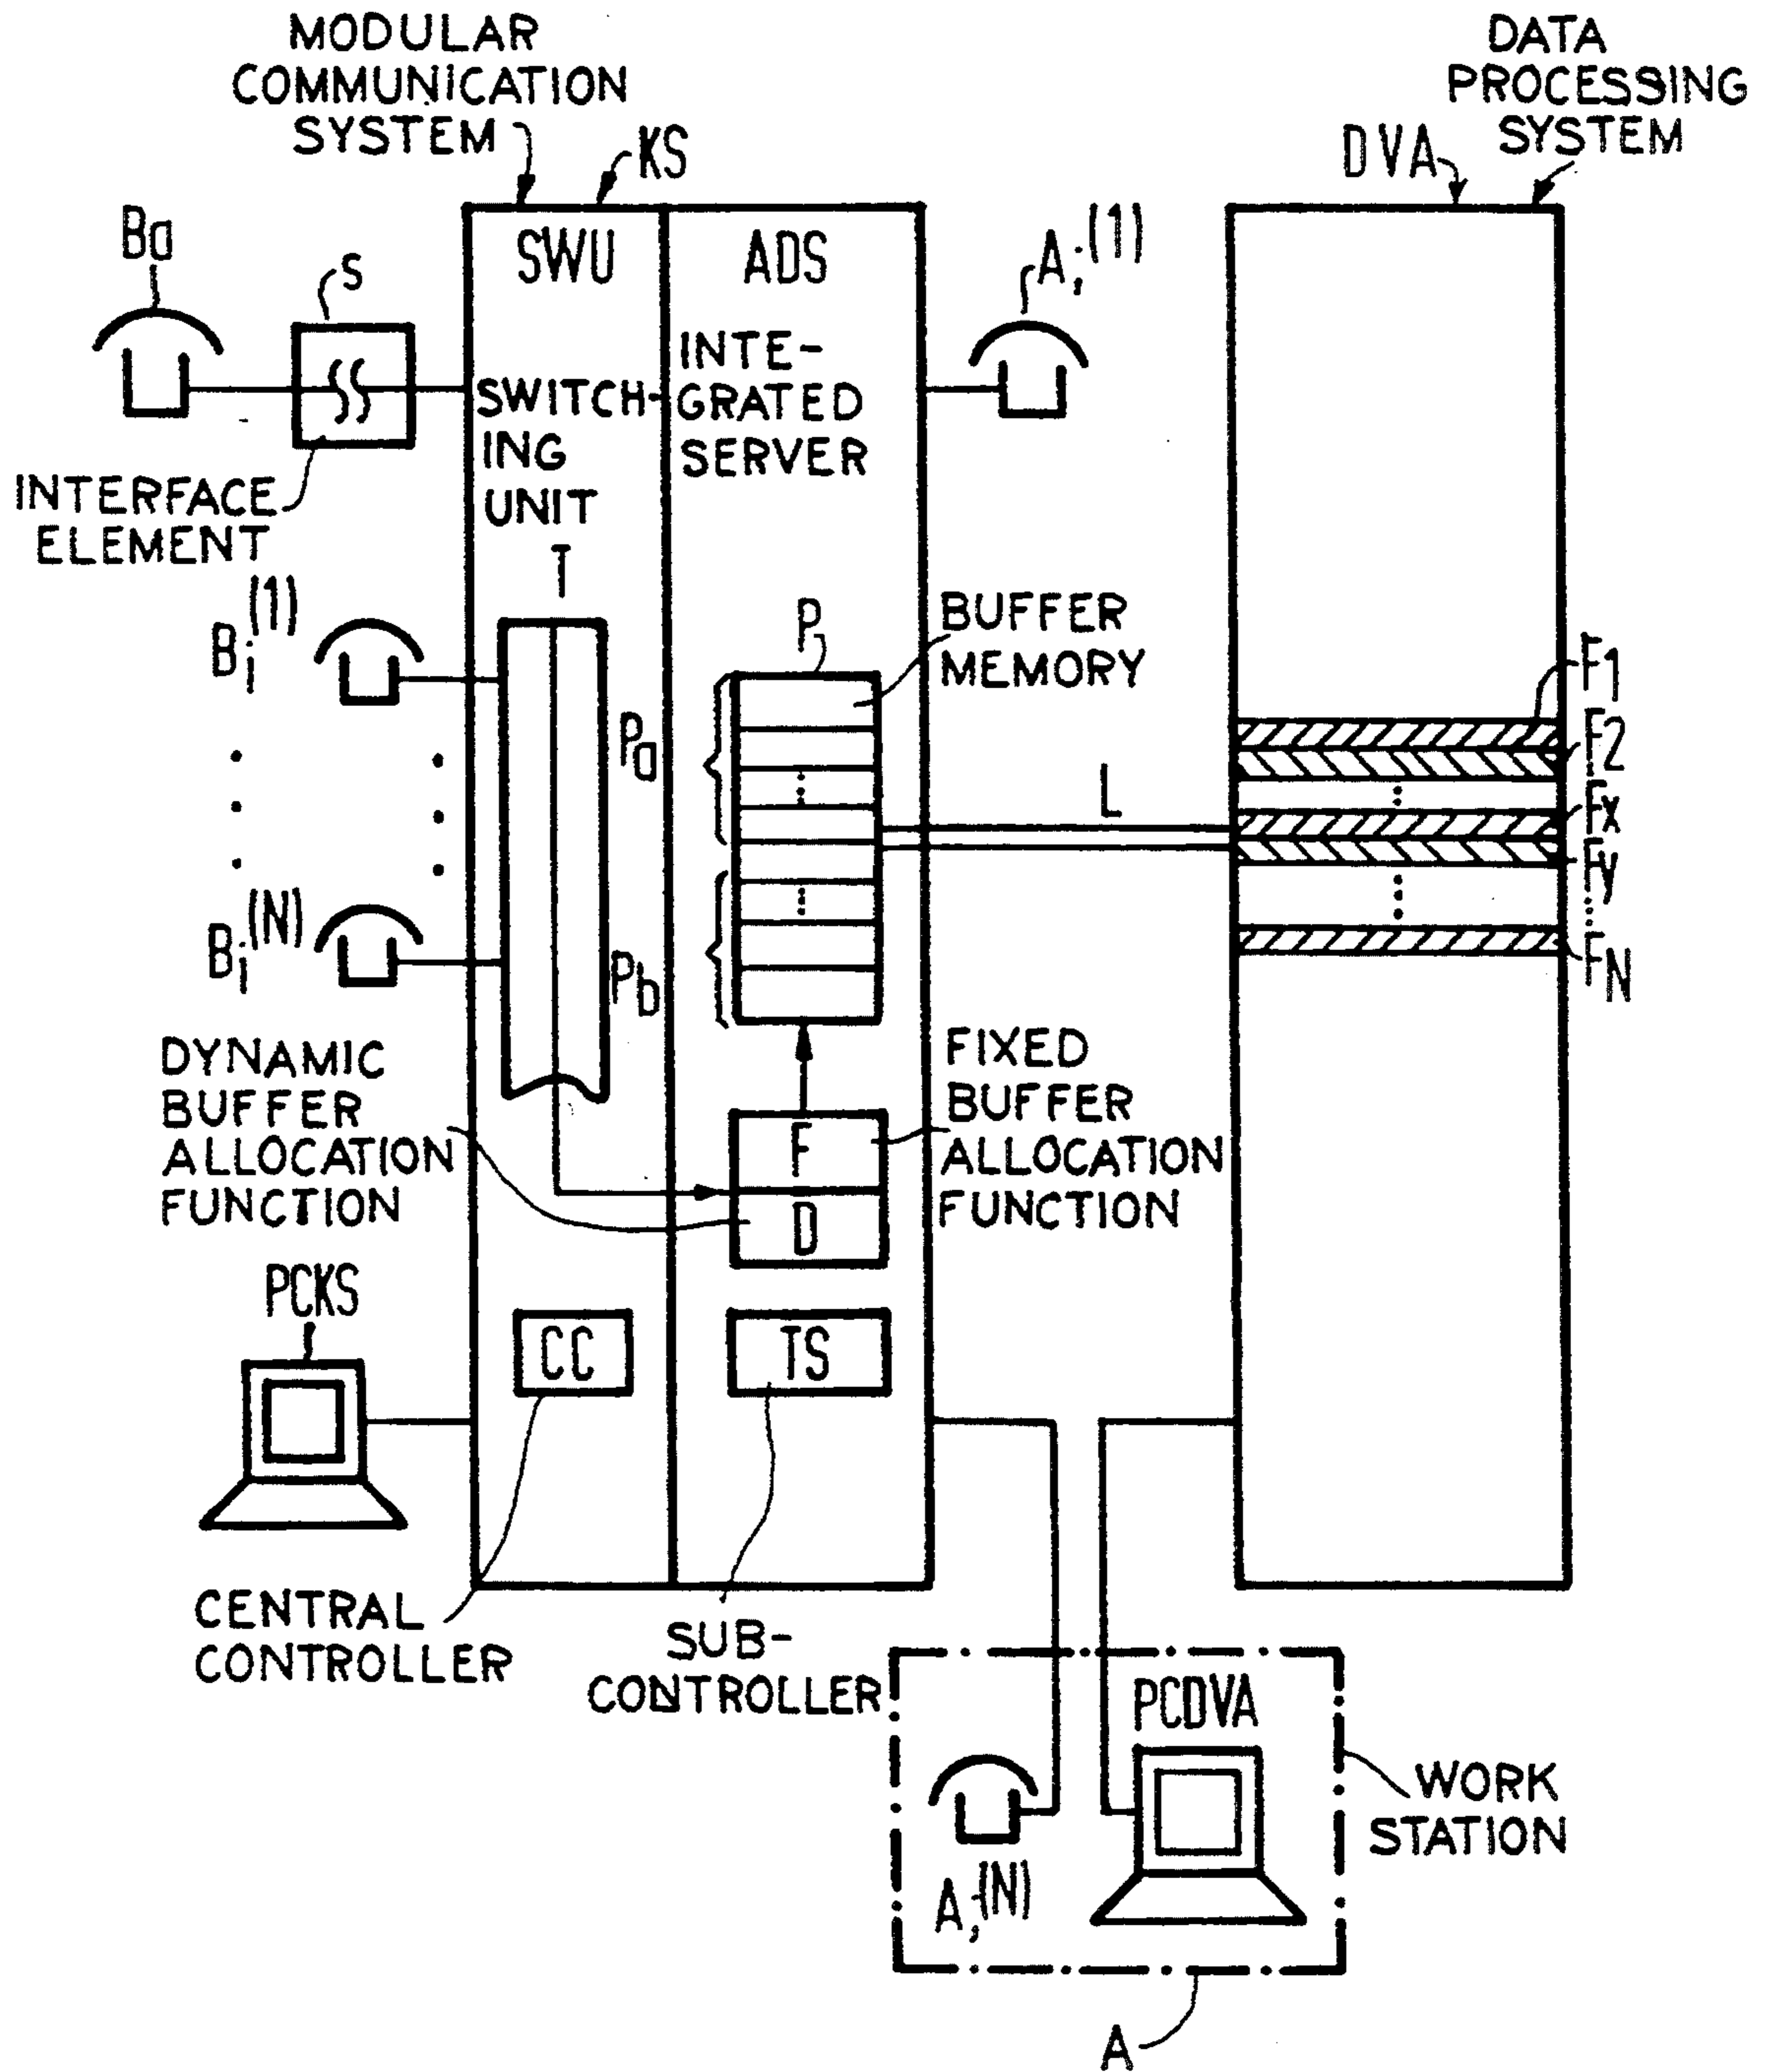 MODULAR
COMMUNICATION
SYSTEM
KS
DATA
PROCESSING
SYSTEM
DVA
Ba
S
SWU
ADS
A;(1)
INTERFACE
ELEMENT
SWITCH-
ING
UNIT
INTE-
GRATED
SERVER
T
Bi(1)
P
BUFFER
MEMORY
Pa
L
F1
F2
Fx
Fy
FN
Bi(N)
Pb
DYNAMIC
BUFFER
ALLOCATION
FUNCTION
F
D
FIXED
BUFFER
ALLOCATION
FUNCTION
PCKS
CC
TS
CENTRAL
CONTROLLER
SUB-
CONTROLLER
PCDVA
A;(N)
WORK
STATION
A